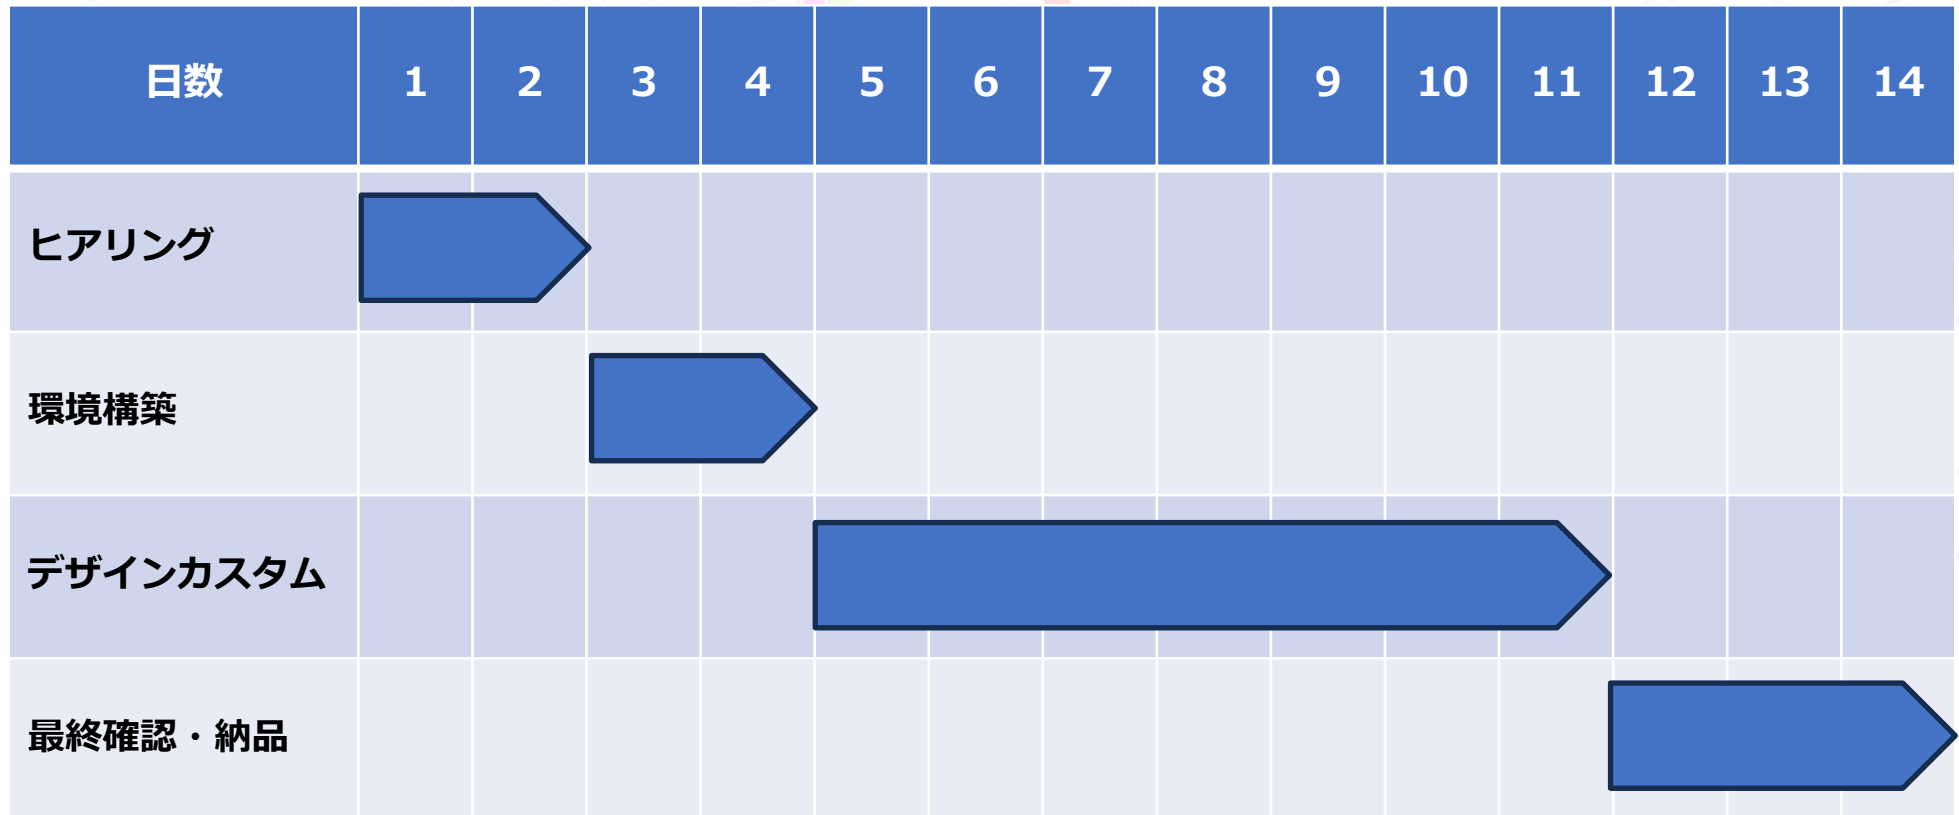 日数 1 2 3 4 5 6 7 8 9 10 11 12 13 14
ヒアリング
環境構築
デザインカスタム
最終確認・納品